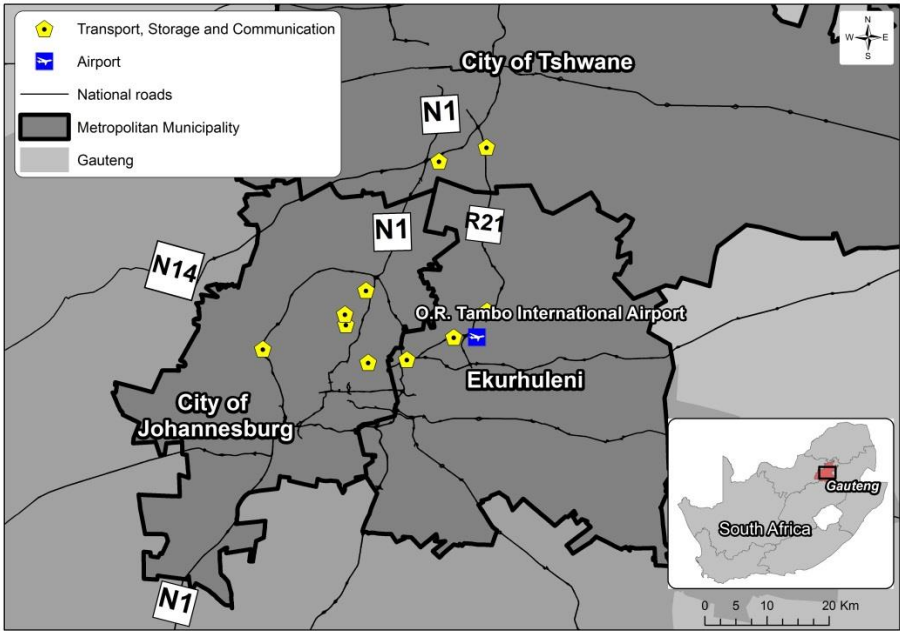 Transport, Storage and Communication
Airport
National roads
Metropolitan Municipality
Gauteng
N
W E
S
City of Tshwane
N1
N1
R21
N14
O.R. Tambo International Airport
Ekurhuleni
City of
Johannesburg
N1
Gauteng
South Africa
0 5 10 20 Km